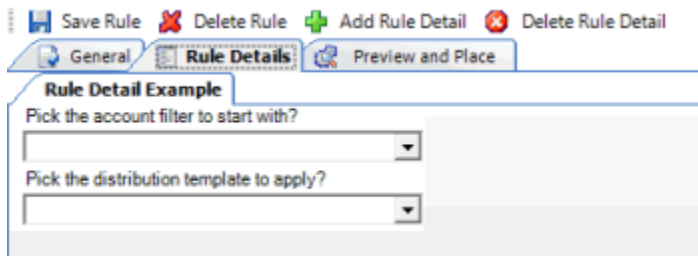 Save Rule Delete Rule Add Rule Detail Delete Rule Detail
General Rule Details Preview and Place
Rule Detail Example
Pick the account filter to start with?
Pick the distribution template to apply?